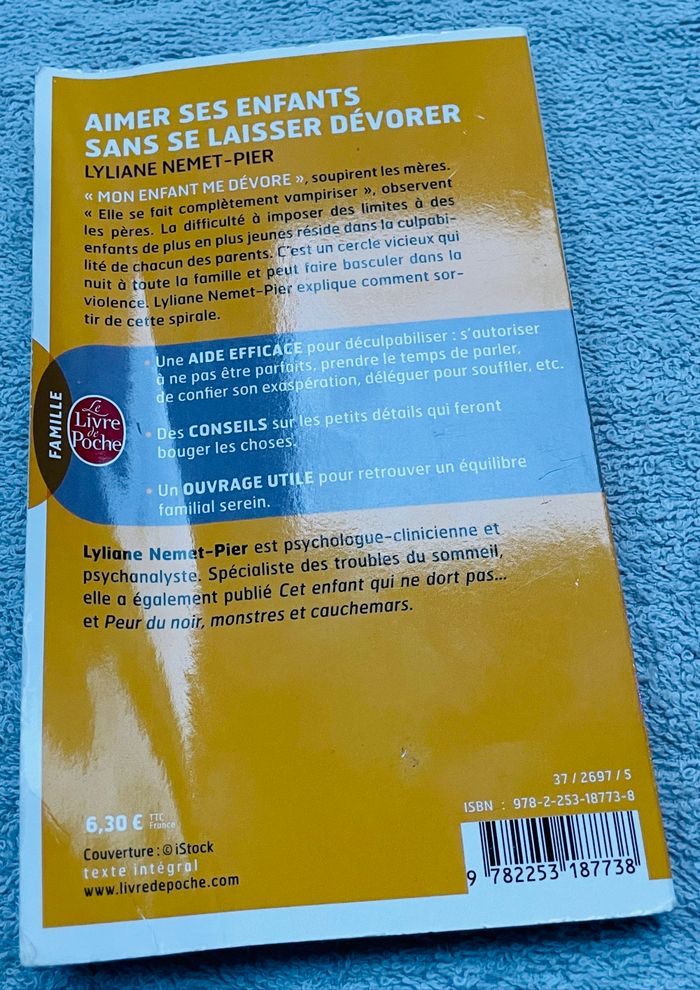 AIMER SES ENFANTS
SANS SE LAISSER DÉVORER
LYLIANE NEMET-PIER
« MON ENFANT ME DÉVORE », soupirent les mères.
« Elle se fait complètement vampiriser », observent
les pères. La difficulté à imposer des limites à des
enfants de plus en plus jeunes réside dans la culpabi-
lité de chacun des parents. C'est un cercle vicieux qui
nuit à toute la famille et peut faire basculer dans la
violence. Lyliane Nemet-Pier explique comment sor-
tir de cette spirale.
• Une AIDE EFFICACE pour déculpabiliser : s'autoriser
à ne pas être parfaits, prendre le temps de parler,
de confier son exaspération, déléguer pour souffler, etc.
FAMILLE
Le
Livre
de
Poche
• Des CONSEILS sur les petits détails qui feront
bouger les choses.
• Un OUVRAGE UTILE pour retrouver un équilibre
familial serein.
Lyliane Nemet-Pier est psychologue-clinicienne et
psychanalyste. Spécialiste des troubles du sommeil,
elle a également publié Cet enfant qui ne dort pas...
et Peur du noir, monstres et cauchemars.
37 / 2697 / 5
ISBN : 978-2-253-18773-8
6,30 € TTC
France
Couverture : © iStock
texte intégral
www.livredepoche.com
9 782253 187738